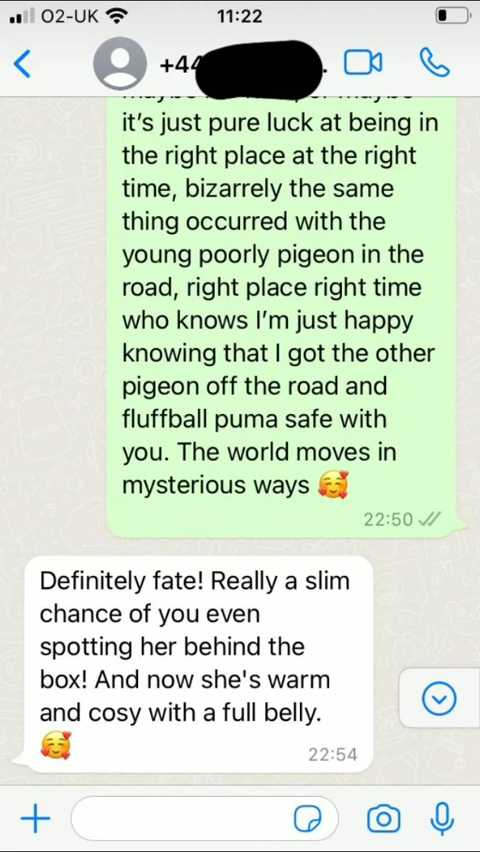 O2-UK
11:22
+44
it's just pure luck at being in
the right place at the right
time, bizarrely the same
thing occurred with the
young poorly pigeon in the
road, right place right time
who knows I'm just happy
knowing that I got the other
pigeon off the road and
fluffball puma safe with
you. The world moves in
mysterious ways 🥰
22:50
Definitely fate! Really a slim
chance of you even
spotting her behind the
box! And now she's warm
and cosy with a full belly.
🥰
22:54